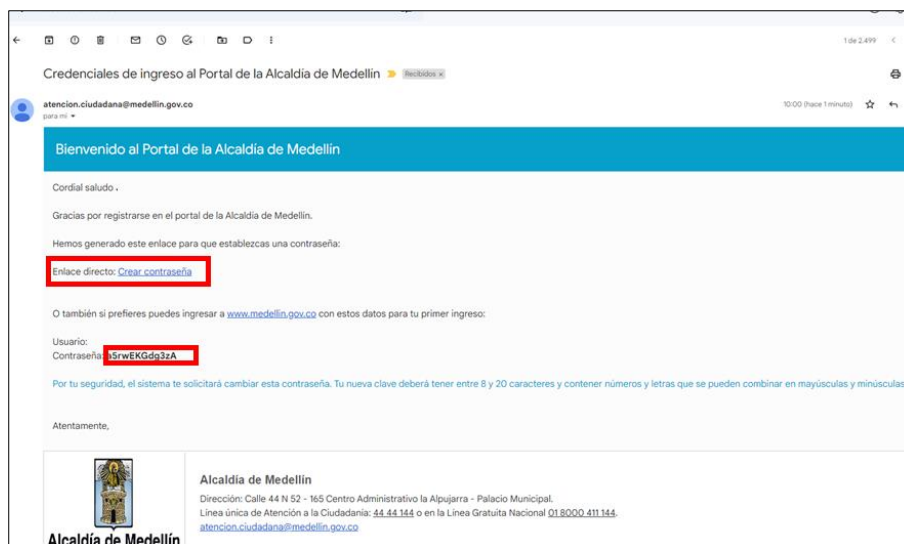 1 de 2.499
Credenciales de ingreso al Portal de la Alcaldía de Medellín Recibidos x
atencion.ciudadana@medellin.gov.co 10:00 (hace 1 minuto)
para mí
Bienvenido al Portal de la Alcaldía de Medellín
Cordial saludo .
Gracias por registrarse en el portal de la Alcaldía de Medellín.
Hemos generado este enlace para que establezcas una contraseña:
Enlace directo: Crear contraseña
O también si prefieres puedes ingresar a www.medellin.gov.co con estos datos para tu primer ingreso:
Usuario:
Contraseña: a5rwEKGdg3zA
Por tu seguridad, el sistema te solicitará cambiar esta contraseña. Tu nueva clave deberá tener entre 8 y 20 caracteres y contener números y letras que se pueden combinar en mayúsculas y minúsculas
Atentamente,
Alcaldía de Medellín
Dirección: Calle 44 N 52 - 165 Centro Administrativo la Alpujarra - Palacio Municipal.
Línea única de Atención a la Ciudadanía: 44 44 144 o en la Línea Gratuita Nacional 01 8000 411 144.
atencion.ciudadana@medellin.gov.co
Alcaldía de Medellín